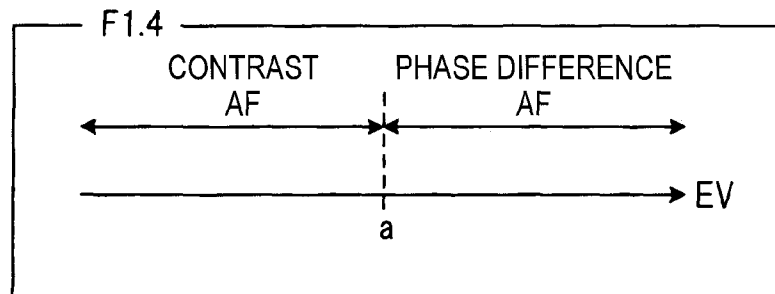 F1.4
CONTRAST AF
PHASE DIFFERENCE AF
EV
a